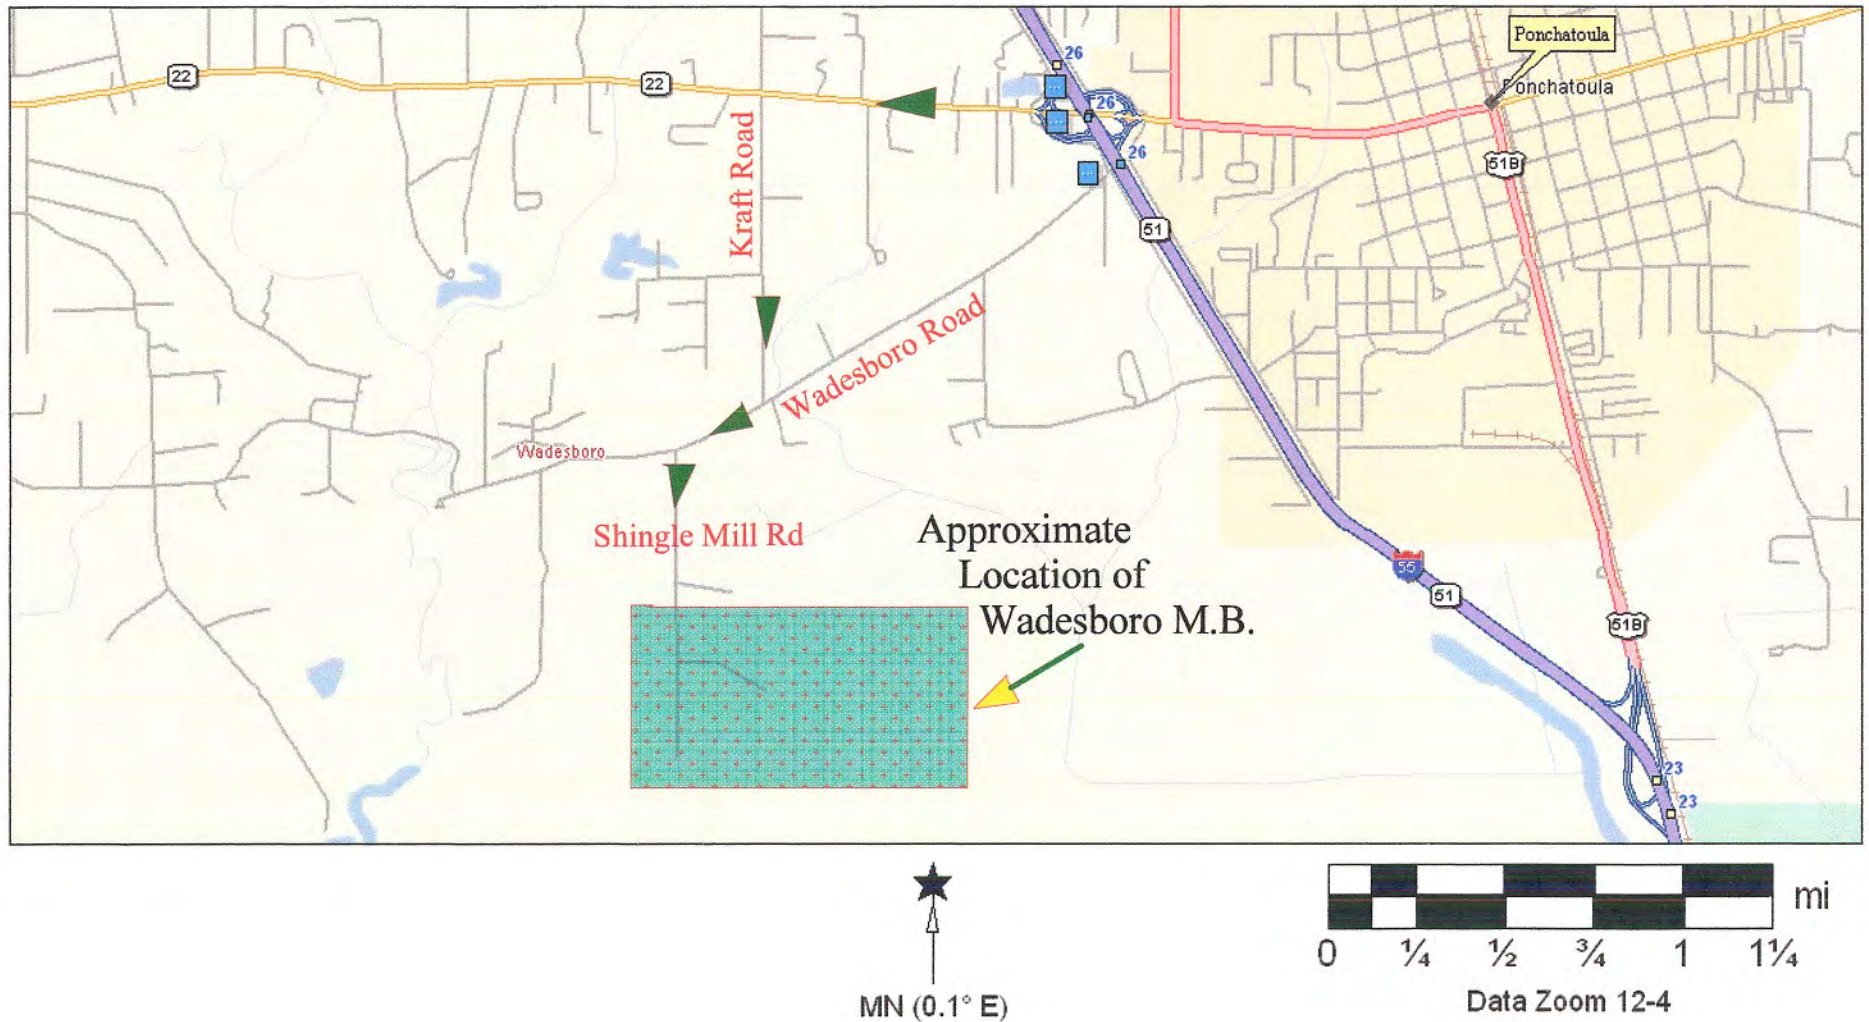 Ponchatoula
Ponchatoula
26
22
22
26
26
51B
Kraft Road
51
Wadesboro Road
Wadesboro
Shingle Mill Rd
Approximate
Location of
Wadesboro M.B.
55
51
51B
23
23
MN (0.1° E)
mi
0 ¼ ½ ¾ 1 1¼
Data Zoom 12-4